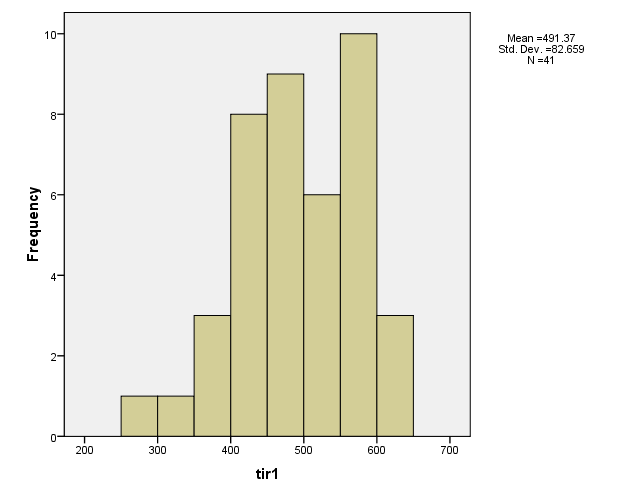 Mean =491.37
Std. Dev. =82.659
N =41
Frequency
10
8
6
4
2
0
200 300 400 500 600 700
tir1